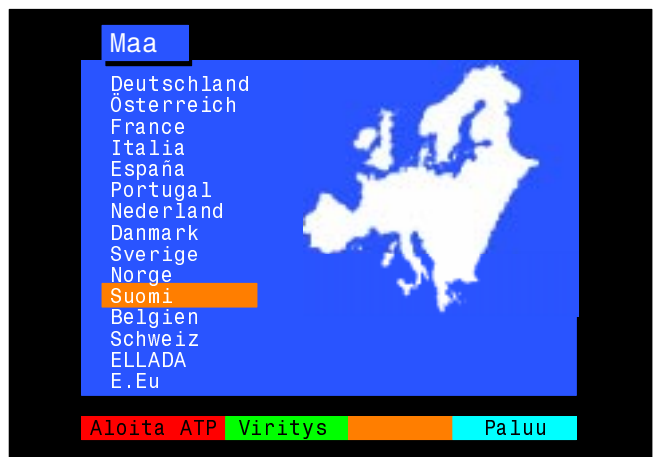 Maa
Deutschland
Österreich
France
Italia
España
Portugal
Nederland
Danmark
Sverige
Norge
Suomi
Belgien
Schweiz
ELLADA
E.Eu
Aloita ATP Viritys Paluu